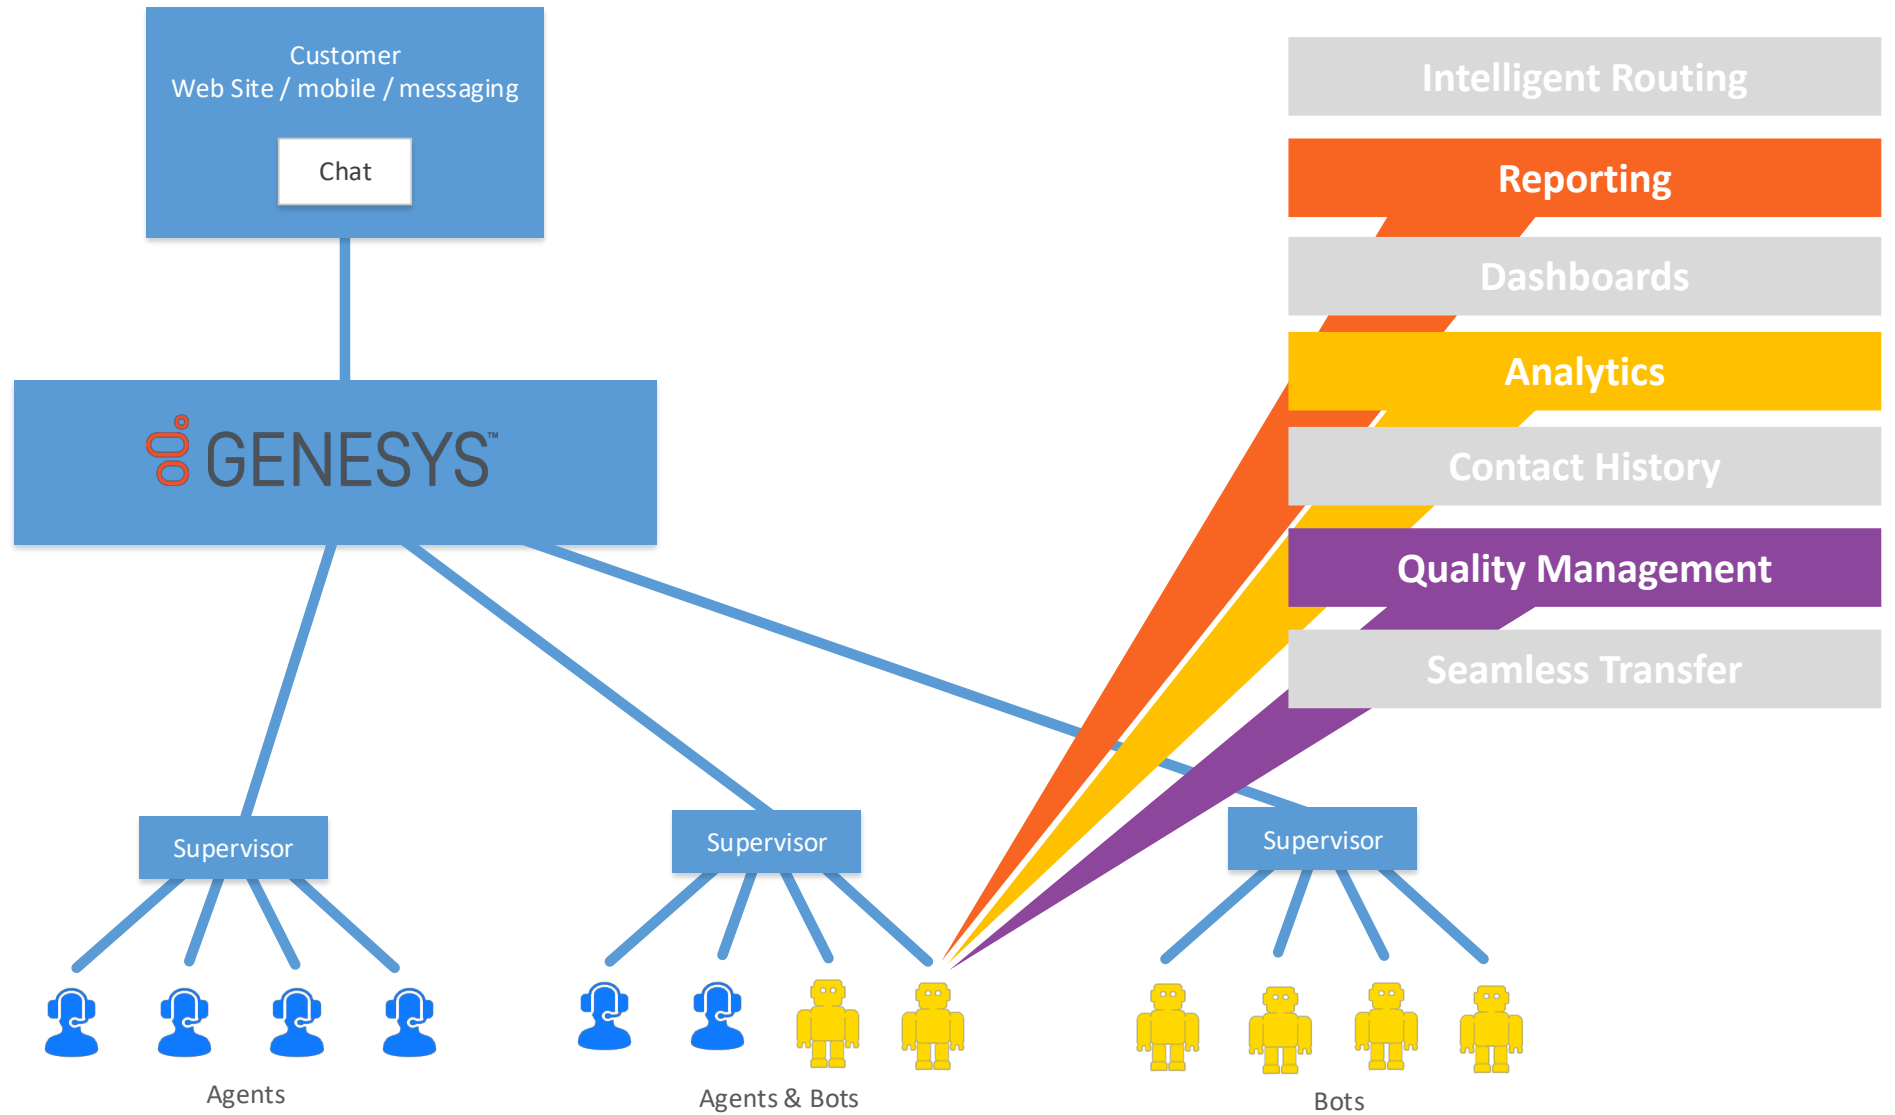 Customer
Web Site / mobile / messaging
Chat
GENESYS™
Intelligent Routing
Reporting
Dashboards
Analytics
Contact History
Quality Management
Seamless Transfer
Supervisor
Supervisor
Supervisor
Agents
Agents & Bots
Bots